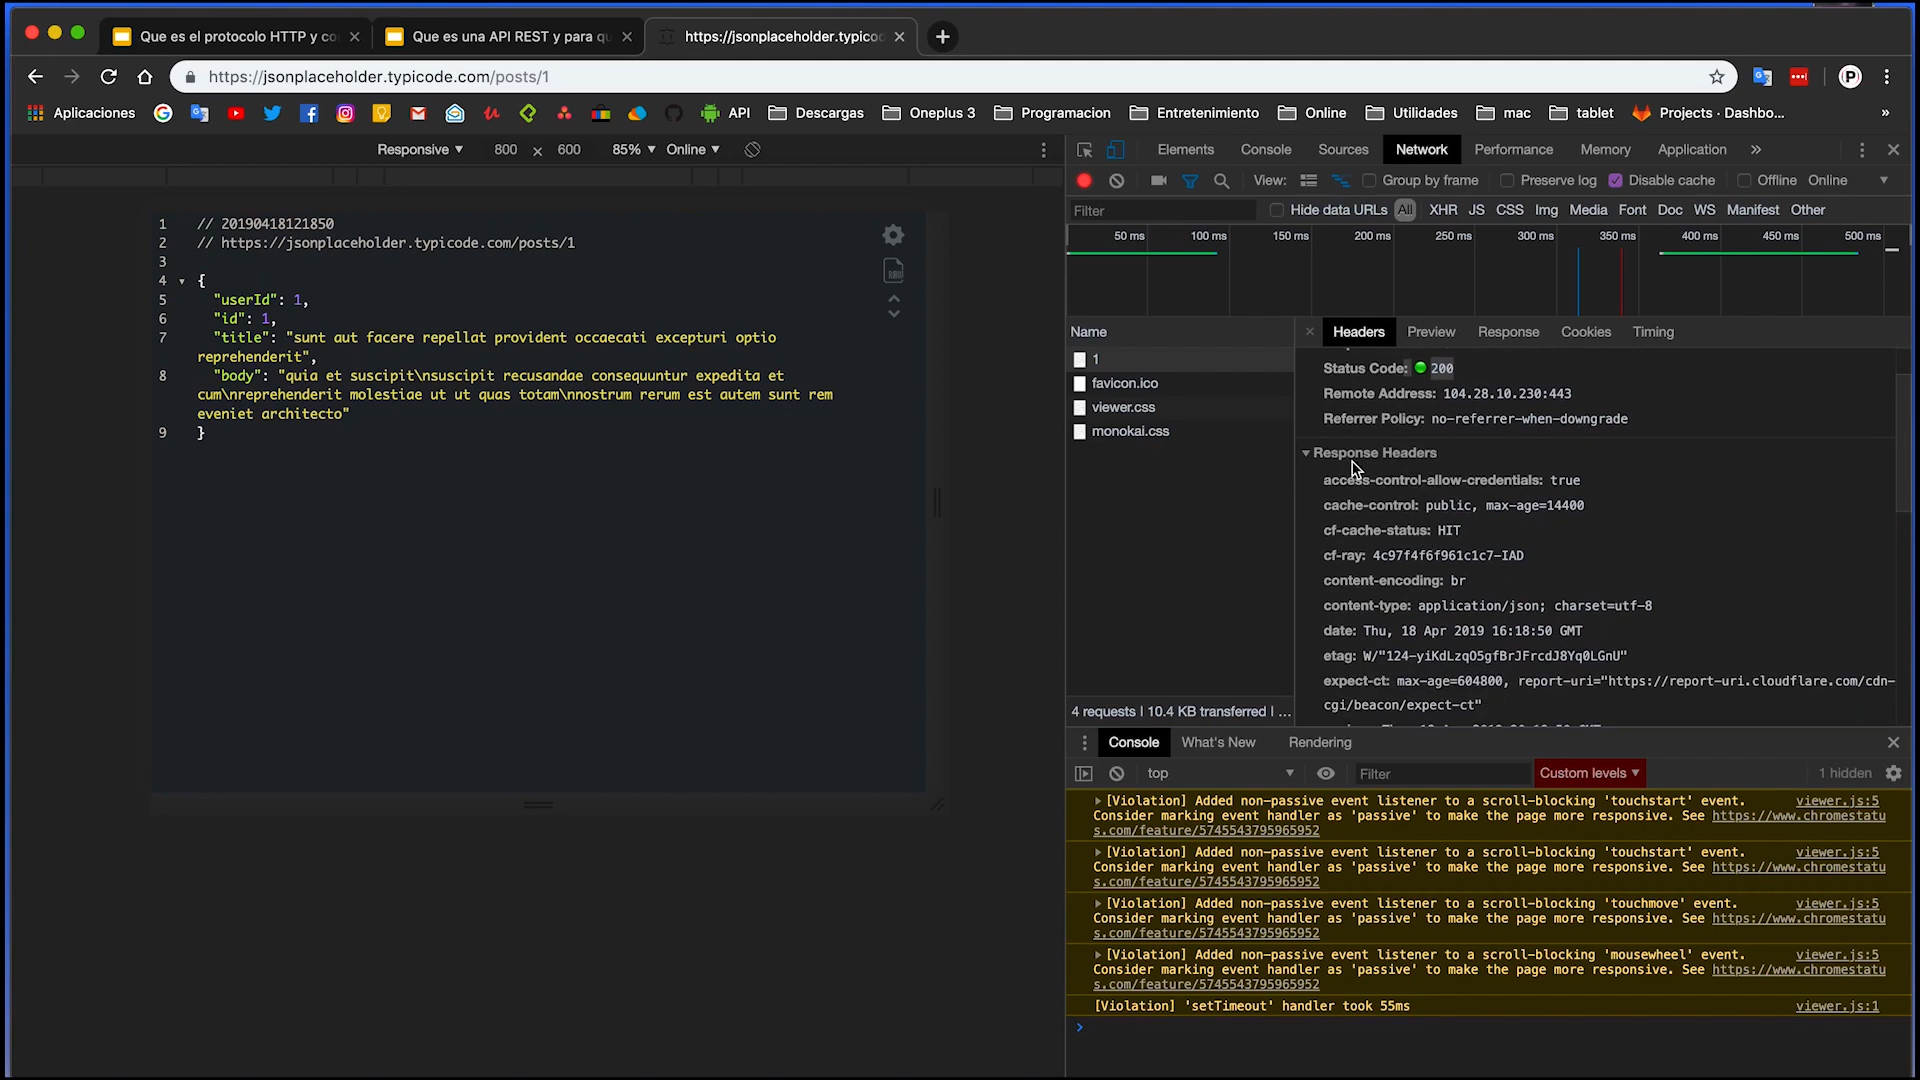 Que es el protocolo HTTP y co
Que es una API REST y para qu
https://jsonplaceholder.typico
https://jsonplaceholder.typicode.com/posts/1
Aplicaciones
API
Descargas
Oneplus 3
Programacion
Entretenimiento
Online
Utilidades
mac
tablet
Projects · Dashbo...
»
Responsive ▼ 800 × 600 85% ▼ Online ▼
Elements Console Sources Network Performance Memory Application »
View: Group by frame Preserve log Disable cache Offline Online ▼
Filter Hide data URLs All XHR JS CSS Img Media Font Doc WS Manifest Other
50 ms 100 ms 150 ms 200 ms 250 ms 300 ms 350 ms 400 ms 450 ms 500 ms
1 // 20190418121850
2 // https://jsonplaceholder.typicode.com/posts/1
3
4 {
5 "userId": 1,
6 "id": 1,
7 "title": "sunt aut facere repellat provident occaecati excepturi optio
reprehenderit",
8 "body": "quia et suscipit\nsuscipit recusandae consequuntur expedita et
cum\nreprehenderit molestiae ut ut quas totam\nnostrum rerum est autem sunt rem
eveniet architecto"
9 }
RAW
Name
1
favicon.ico
viewer.css
monokai.css
4 requests | 10.4 KB transferred | ...
Headers Preview Response Cookies Timing
Status Code: 200
Remote Address: 104.28.10.230:443
Referrer Policy: no-referrer-when-downgrade
Response Headers
access-control-allow-credentials: true
cache-control: public, max-age=14400
cf-cache-status: HIT
cf-ray: 4c97f4f6f961c1c7-IAD
content-encoding: br
content-type: application/json; charset=utf-8
date: Thu, 18 Apr 2019 16:18:50 GMT
etag: W/"124-yiKdLzqO5gfBrJFrcdJ8Yq0LGnU"
expect-ct: max-age=604800, report-uri="https://report-uri.cloudflare.com/cdn-
cgi/beacon/expect-ct"
Console What's New Rendering
top ▼ Filter Custom levels ▼ 1 hidden
[Violation] Added non-passive event listener to a scroll-blocking 'touchstart' event. viewer.js:5
Consider marking event handler as 'passive' to make the page more responsive. See https://www.chromestatu
s.com/feature/5745543795965952
[Violation] Added non-passive event listener to a scroll-blocking 'touchstart' event. viewer.js:5
Consider marking event handler as 'passive' to make the page more responsive. See https://www.chromestatu
s.com/feature/5745543795965952
[Violation] Added non-passive event listener to a scroll-blocking 'touchmove' event. viewer.js:5
Consider marking event handler as 'passive' to make the page more responsive. See https://www.chromestatu
s.com/feature/5745543795965952
[Violation] Added non-passive event listener to a scroll-blocking 'mousewheel' event. viewer.js:5
Consider marking event handler as 'passive' to make the page more responsive. See https://www.chromestatu
s.com/feature/5745543795965952
[Violation] 'setTimeout' handler took 55ms viewer.js:1